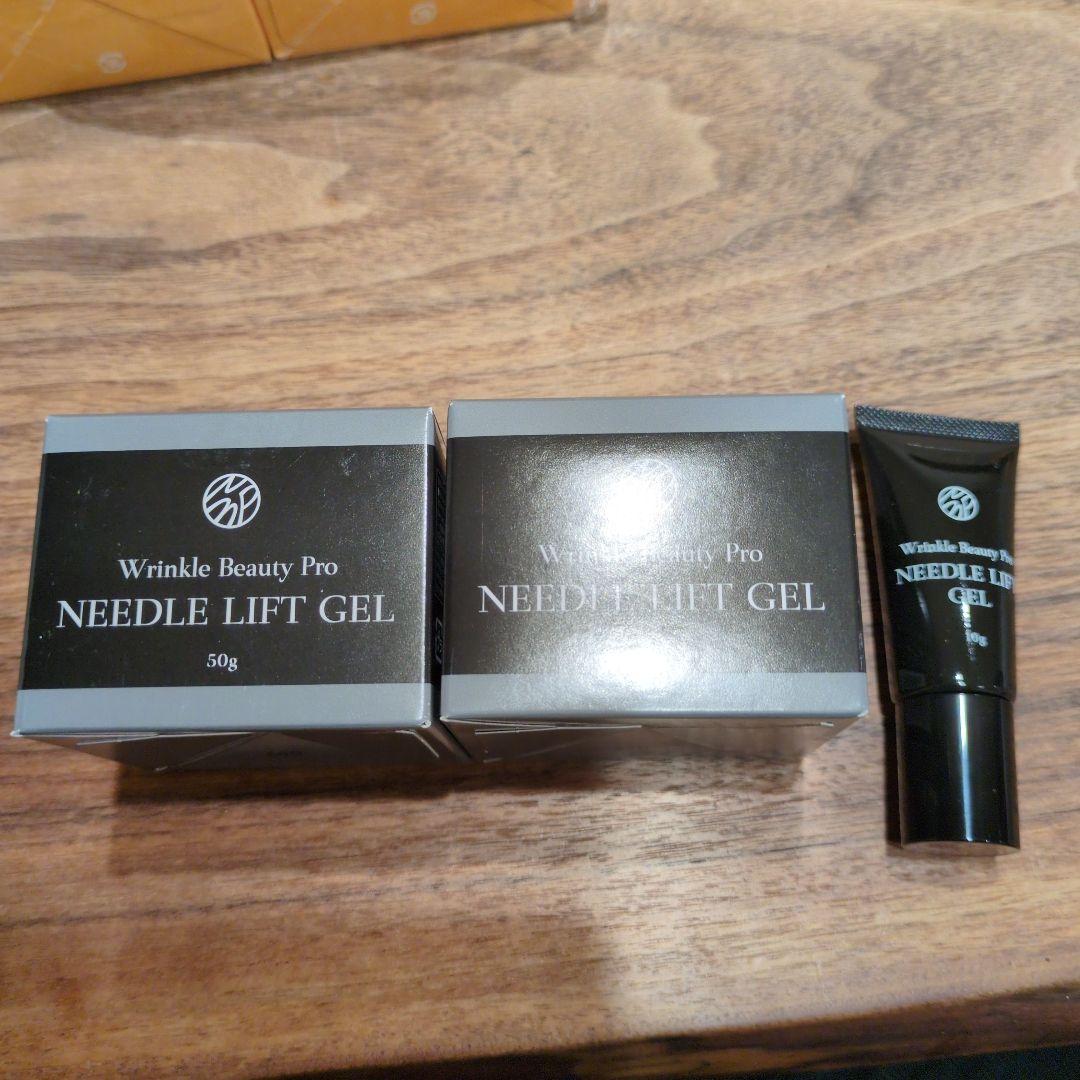 Wrinkle Beauty Pro
NEEDLE LIFT GEL
50g
Wrinkle Beauty Pro
NEEDLE LIFT GEL
Wrinkle Beauty Pro
NEEDLE LIFT
GEL
10g